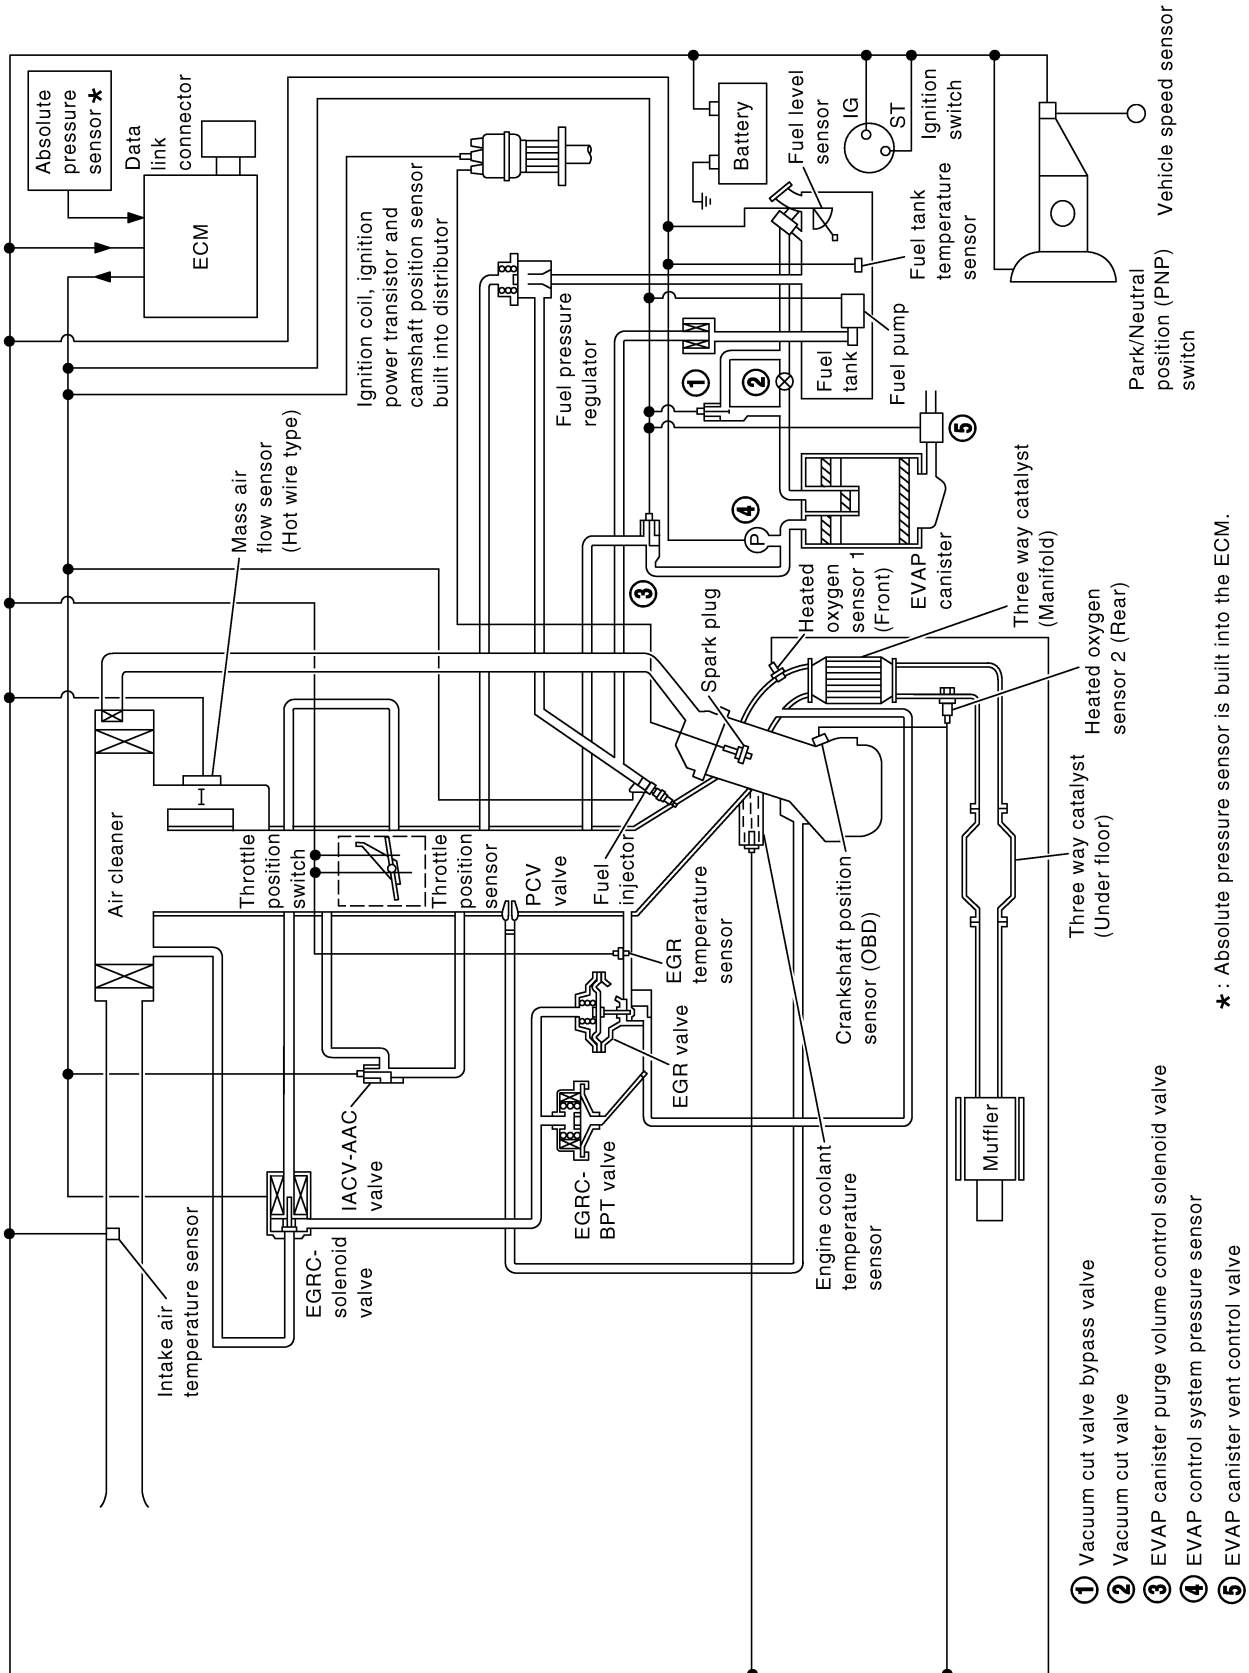 Absolute
pressure
sensor *
Data
link
connector
ECM
Ignition coil, ignition
power transistor and
camshaft position sensor
built into distributor
Battery
Fuel level
sensor
IG
ST
Ignition
switch
Vehicle speed sensor
Fuel tank
temperature
sensor
Park/Neutral
position (PNP)
switch
Fuel pressure
regulator
Fuel
tank
Fuel pump
1
2
3
4
5
P
Mass air
flow sensor
(Hot wire type)
Air cleaner
Throttle
position
switch
Throttle
position
sensor
PCV
valve
Fuel
injector
Spark plug
Heated
oxygen
sensor 1
(Front)
EVAP
canister
Three way catalyst
(Manifold)
Heated oxygen
sensor 2 (Rear)
Three way catalyst
(Under floor)
Crankshaft position
sensor (OBD)
EGR
temperature
sensor
EGR valve
EGRC-
BPT valve
Engine coolant
temperature
sensor
Muffler
IACV-AAC
valve
EGRC-
solenoid
valve
Intake air
temperature sensor
1 Vacuum cut valve bypass valve
2 Vacuum cut valve
3 EVAP canister purge volume control solenoid valve
4 EVAP control system pressure sensor
5 EVAP canister vent control valve
* : Absolute pressure sensor is built into the ECM.